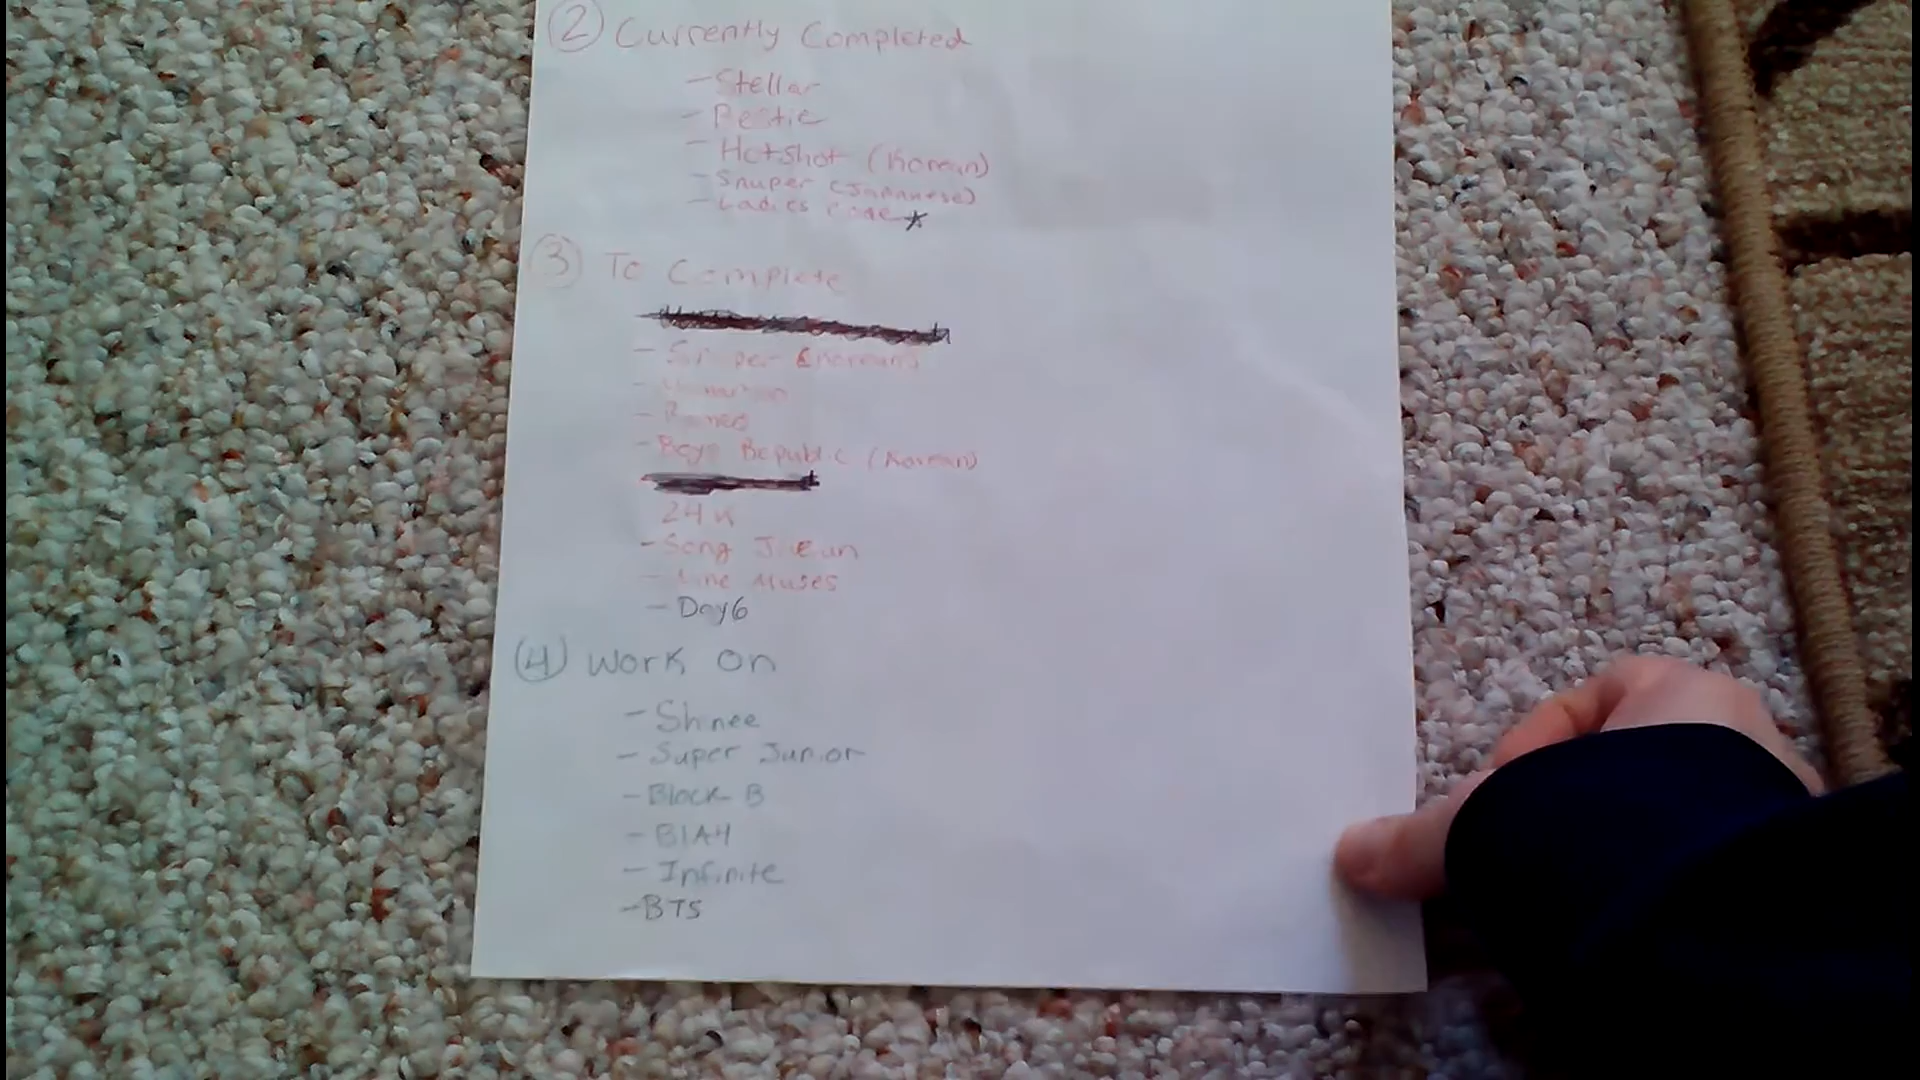 ② Currently Completed
- Stellar
- Bestie
- Hotshot (Korean)
- Snuper (Japanese)
- Ladies Code ☆
③ To Complete
- Snuper (Korean)
- Romeo
- Boys Republic (Korean)
24K
- Song Jieun
- Nine Muses
- Day6
④ Work On
- Shinee
- Super Junior
- Block B
- B1A4
- Infinite
- BTS